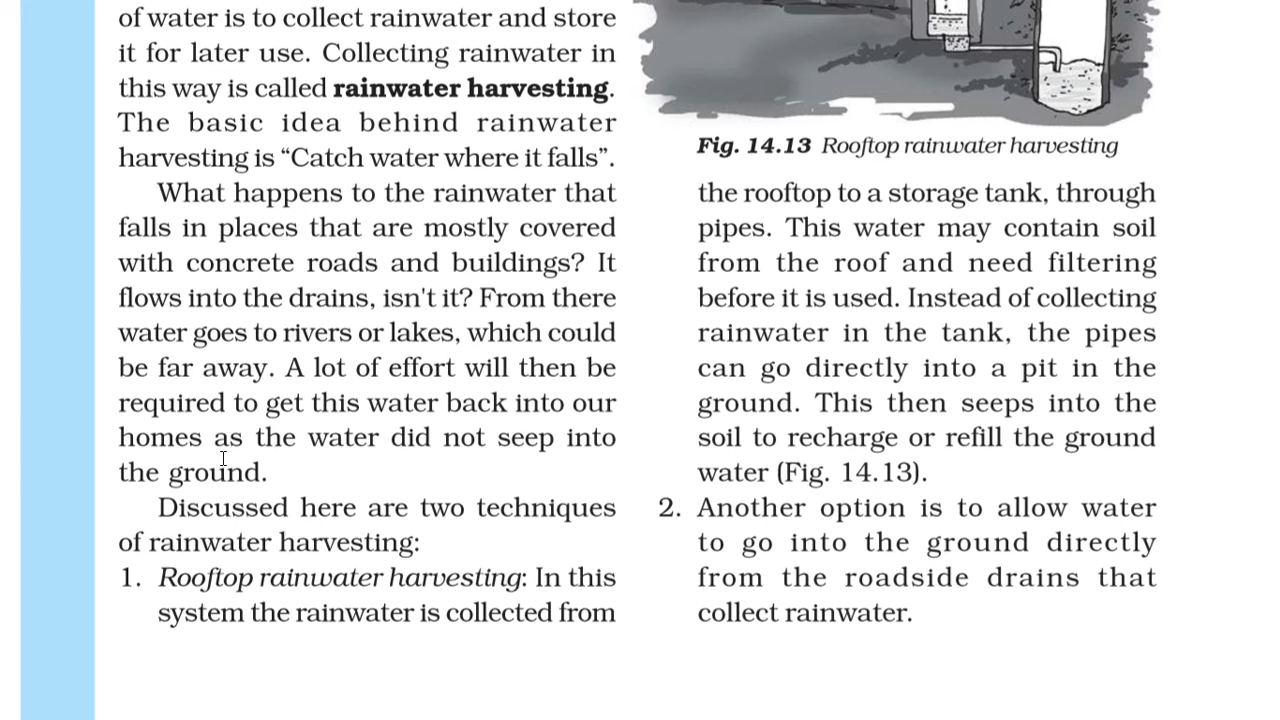 of water is to collect rainwater and store
it for later use. Collecting rainwater in
this way is called rainwater harvesting.
The basic idea behind rainwater
harvesting is “Catch water where it falls”.
What happens to the rainwater that
falls in places that are mostly covered
with concrete roads and buildings? It
flows into the drains, isn't it? From there
water goes to rivers or lakes, which could
be far away. A lot of effort will then be
required to get this water back into our
homes as the water did not seep into
the ground.
Discussed here are two techniques
of rainwater harvesting:
1. Rooftop rainwater harvesting: In this
system the rainwater is collected from
Fig. 14.13 Rooftop rainwater harvesting
the rooftop to a storage tank, through
pipes. This water may contain soil
from the roof and need filtering
before it is used. Instead of collecting
rainwater in the tank, the pipes
can go directly into a pit in the
ground. This then seeps into the
soil to recharge or refill the ground
water (Fig. 14.13).
2. Another option is to allow water
to go into the ground directly
from the roadside drains that
collect rainwater.